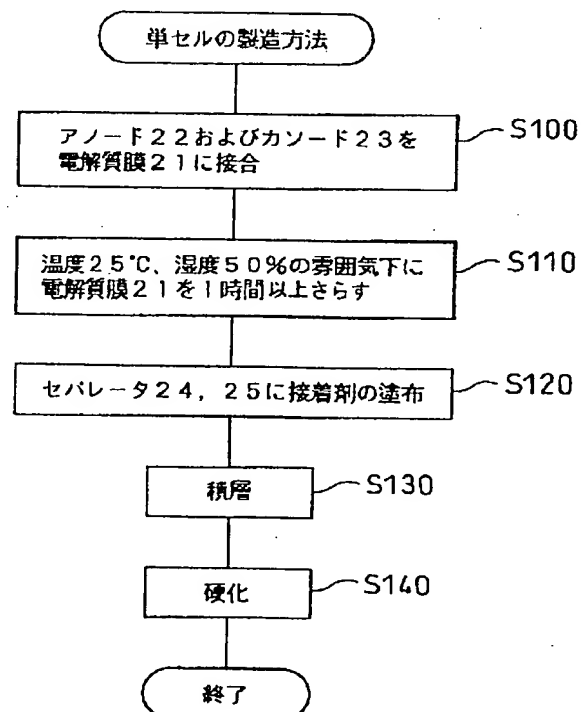 単セルの製造方法
アノード22およびカソード23を
電解質膜21に接合
S100
温度25℃、湿度50%の雰囲気下に
電解質膜21を1時間以上さらす
S110
セパレータ24,25に接着剤の塗布
S120
積層
S130
硬化
S140
終了